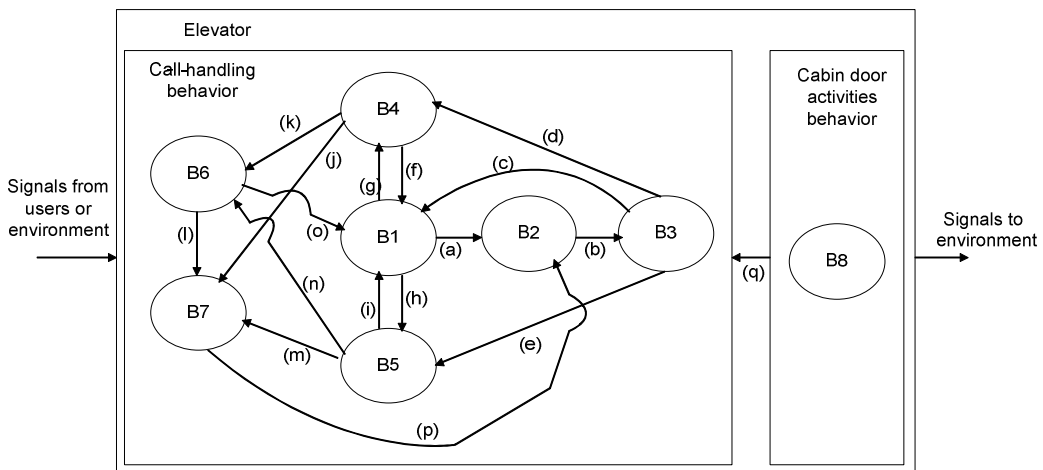 Elevator
Call-handling
behavior
Cabin door
activities
behavior
Signals from
users or
environment
Signals to
environment
B4
(k)
(d)
(j)
(f)
(c)
B6
(g)
(o)
B1
(a)
B2
(b)
B3
(l)
(n)
(i)
(h)
(q)
B8
B7
(m)
B5
(e)
(p)